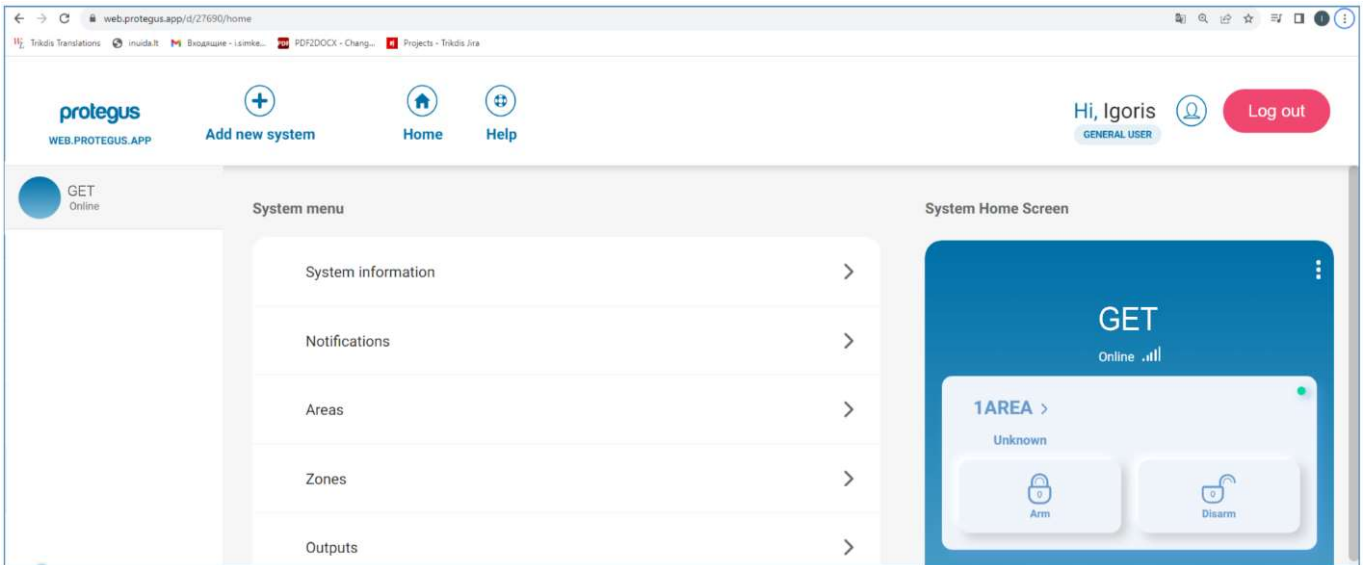 web.protegus.app/d/27690/home
Trikdis Translations inuida.lt Входящие - i.simke... PDF2DOCX - Chang... Projects - Trikdis Jira
protegus
WEB.PROTEGUS.APP
Add new system
Home
Help
Hi, Igoris
GENERAL USER
Log out
GET
Online
System menu
System information
Notifications
Areas
Zones
Outputs
System Home Screen
GET
Online
1AREA >
Unknown
Arm
Disarm